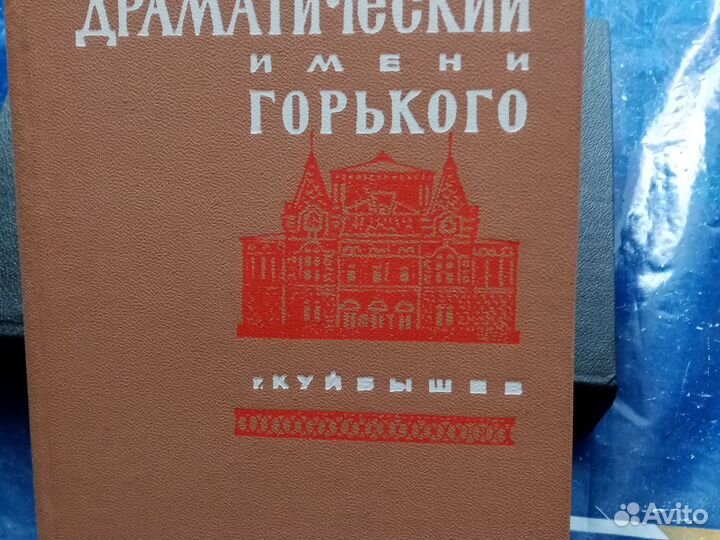 ДРАМАТИЧЕСКИЙ
ИМЕНИ
ГОРЬКОГО
г. КУЙБЫШЕВ
Avito